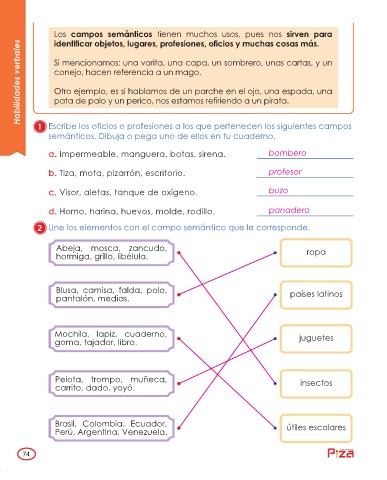 Habilidades verbales
Los campos semánticos tienen muchos usos, pues nos sirven para
identificar objetos, lugares, profesiones, oficios y muchas cosas más.
Si mencionamos: una varita, una capa, un sombrero, unas cartas, y un
conejo, hacen referencia a un mago.
Otro ejemplo, es si hablamos de un parche en el ojo, una espada, una
pata de palo y un perico, nos estamos refiriendo a un pirata.
1 Escribe los oficios o profesiones a los que pertenecen los siguientes campos
semánticos. Dibuja o pega uno de ellos en tu cuaderno.
a. Impermeable, manguera, botas, sirena. bombero
b. Tiza, mota, pizarrón, escritorio. profesor
c. Visor, aletas, tanque de oxígeno. buzo
d. Horno, harina, huevos, molde, rodillo. panadero
2 Une los elementos con el campo semántico que le corresponde.
Abeja, mosca, zancudo,
hormiga, grillo, libélula.
ropa
Blusa, camisa, falda, polo,
pantalón, medias.
países latinos
Mochila, lapiz, cuaderno,
goma, tajador, libro.
juguetes
Pelota, trompo, muñeca,
carrito, dado, yoyó.
insectos
Brasil, Colombia, Ecuador,
Perú, Argentina, Venezuela.
útiles escolares
74